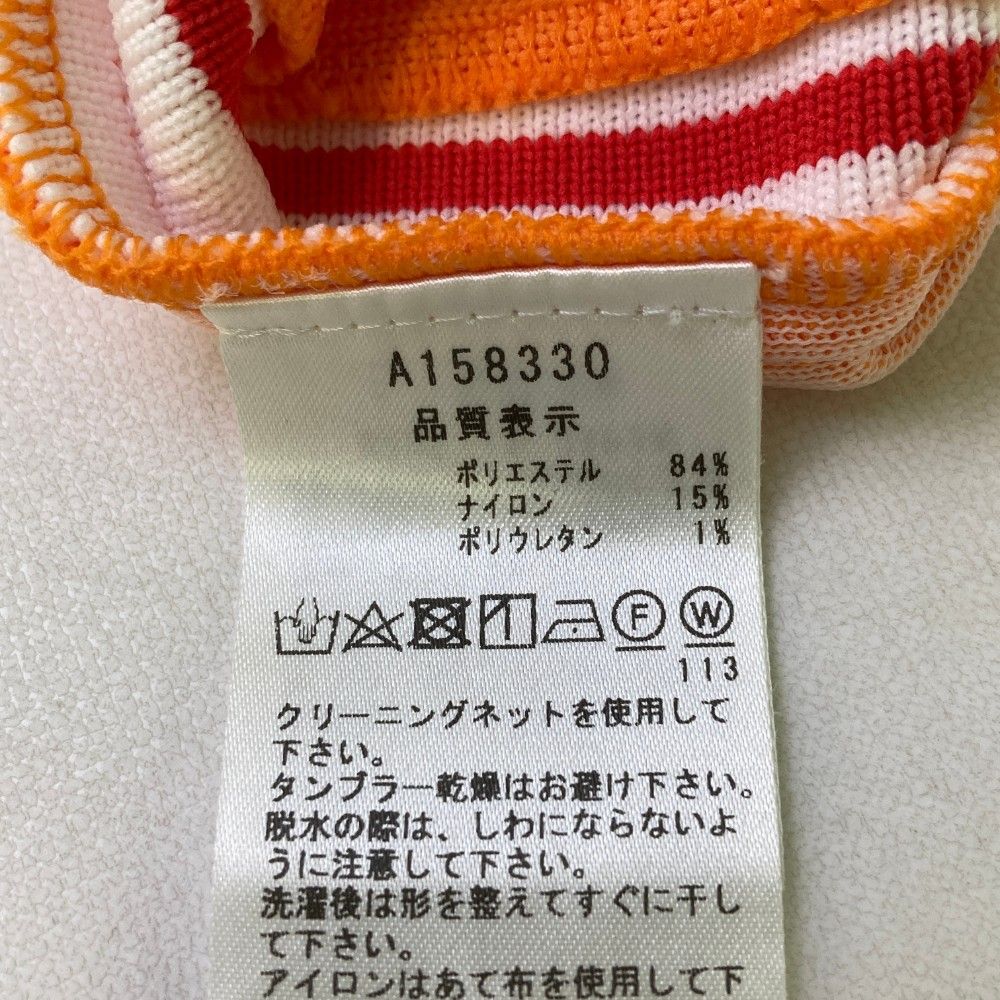 A158330
品質表示
ポリエステル 84%
ナイロン 15%
ポリウレタン 1%
F W
113
クリーニングネットを使用して
下さい。
タンブラー乾燥はお避け下さい。
脱水の際は、しわにならないよ
うに注意して下さい。
洗濯後は形を整えてすぐに干し
て下さい。
アイロンはあて布を使用して下